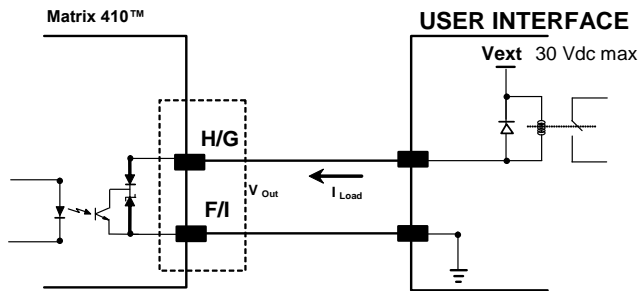 Matrix 410™
USER INTERFACE
Vext 30 Vdc max
H/G
V Out
I Load
F/I